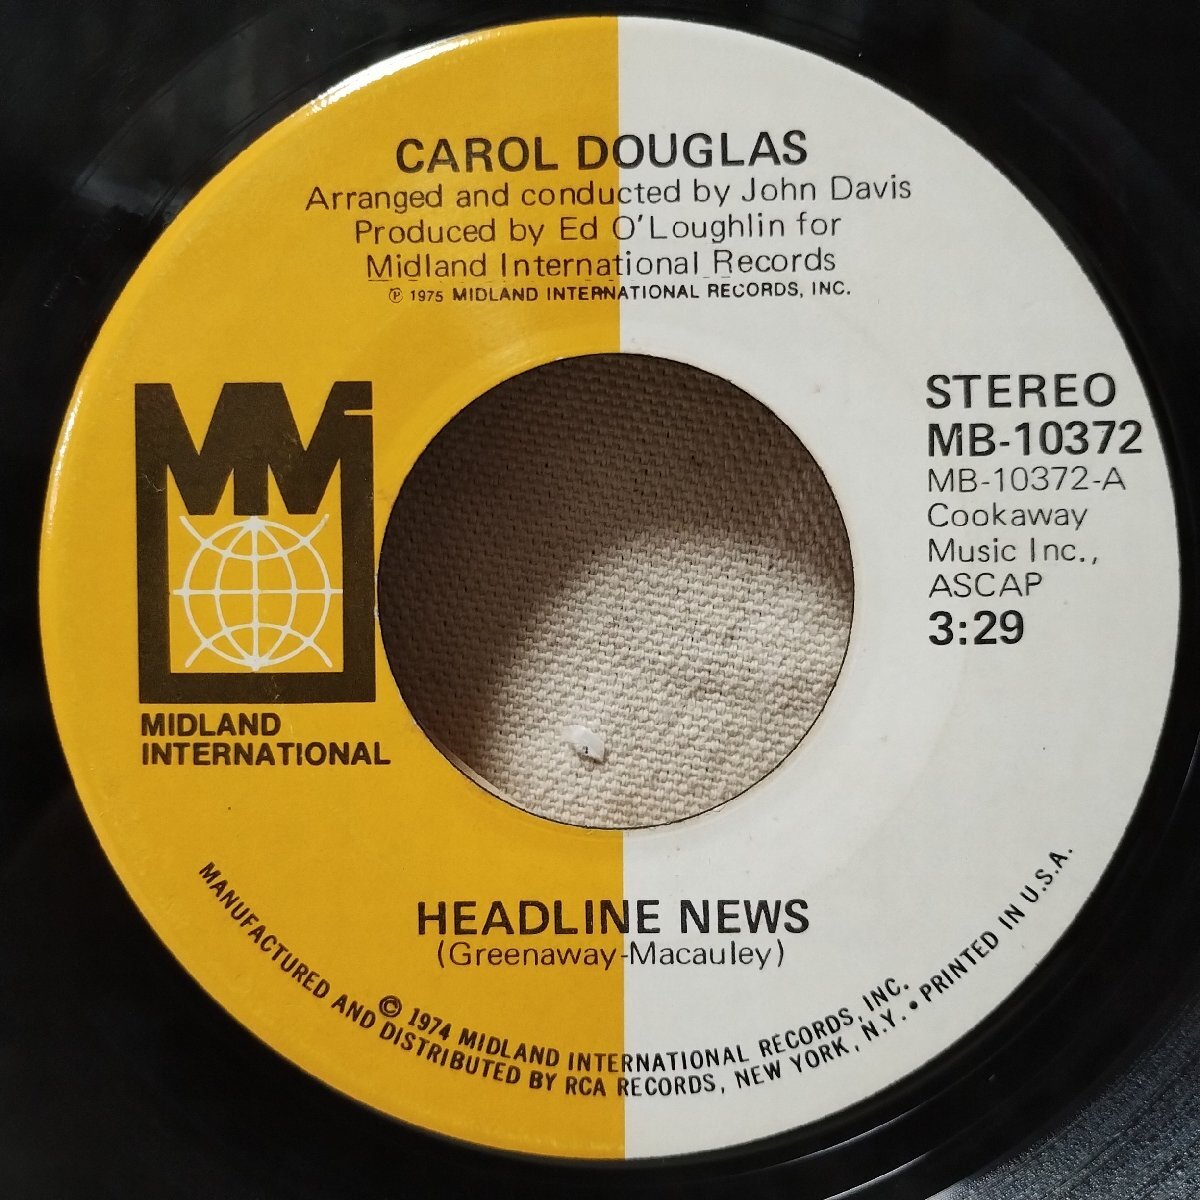 CAROL DOUGLAS
Arranged and conducted by John Davis
Produced by Ed O'Loughlin for
Midland International Records
℗ 1975 MIDLAND INTERNATIONAL RECORDS, INC.
STEREO
MB-10372
MB-10372-A
Cookaway
Music Inc.,
ASCAP
3:29
MM
MIDLAND
INTERNATIONAL
HEADLINE NEWS
(Greenaway-Macauley)
© 1974 MIDLAND INTERNATIONAL RECORDS, INC.
MANUFACTURED AND DISTRIBUTED BY RCA RECORDS, NEW YORK, N.Y. • PRINTED IN U.S.A.